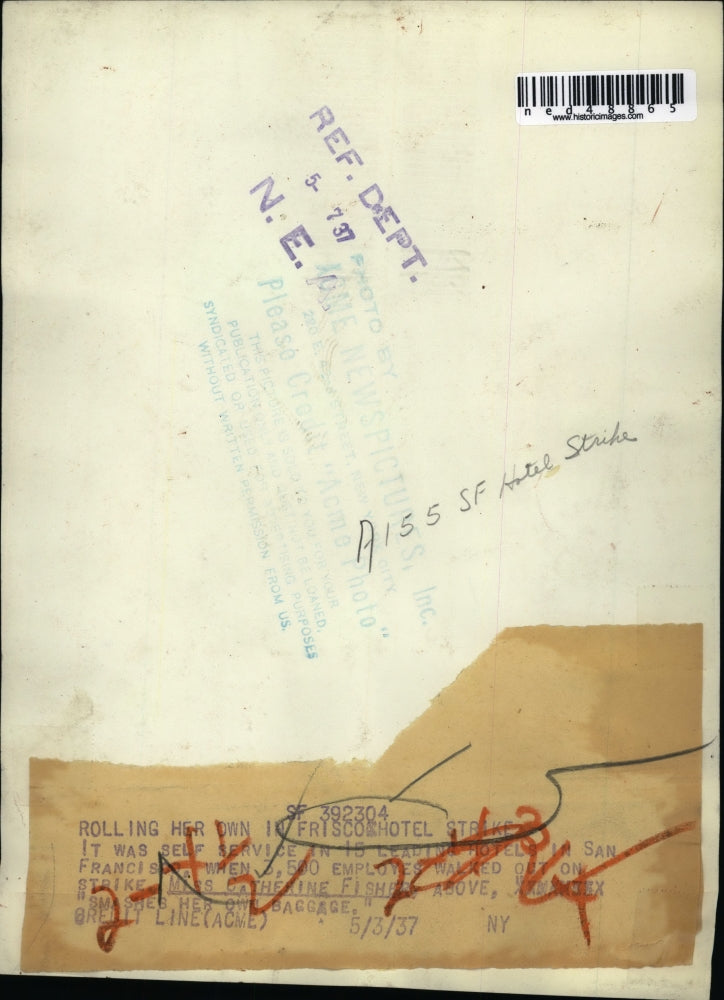 ned48865
www.historicimages.com
REF. DEPT.
5- 7 37
N. E.
PHOTO BY
ACME NEWSPICTURES, Inc.
Please Credit "Acme Photo"
THIS PICTURE IS SOLD TO YOU FOR YOUR
PUBLICATION ONLY AND MUST NOT BE LOANED,
SYNDICATED OR USED FOR ADVERTISING PURPOSES
WITHOUT WRITTEN PERMISSION FROM US.
A155 SF Hotel Strike
SF 392304
ROLLING HER OWN IN FRISCO HOTEL STRIKE
IT WAS SELF SERVICE IN 15 LEADING HOTELS IN SAN
FRANCISCO, WHEN 3,500 EMPLOYES WALKED OUT ON
STRIKE. MISS CATHERINE FISHER ABOVE,
"SMASHES HER OWN BAGGAGE."
CREDIT LINE(ACME) 5/3/37 NY